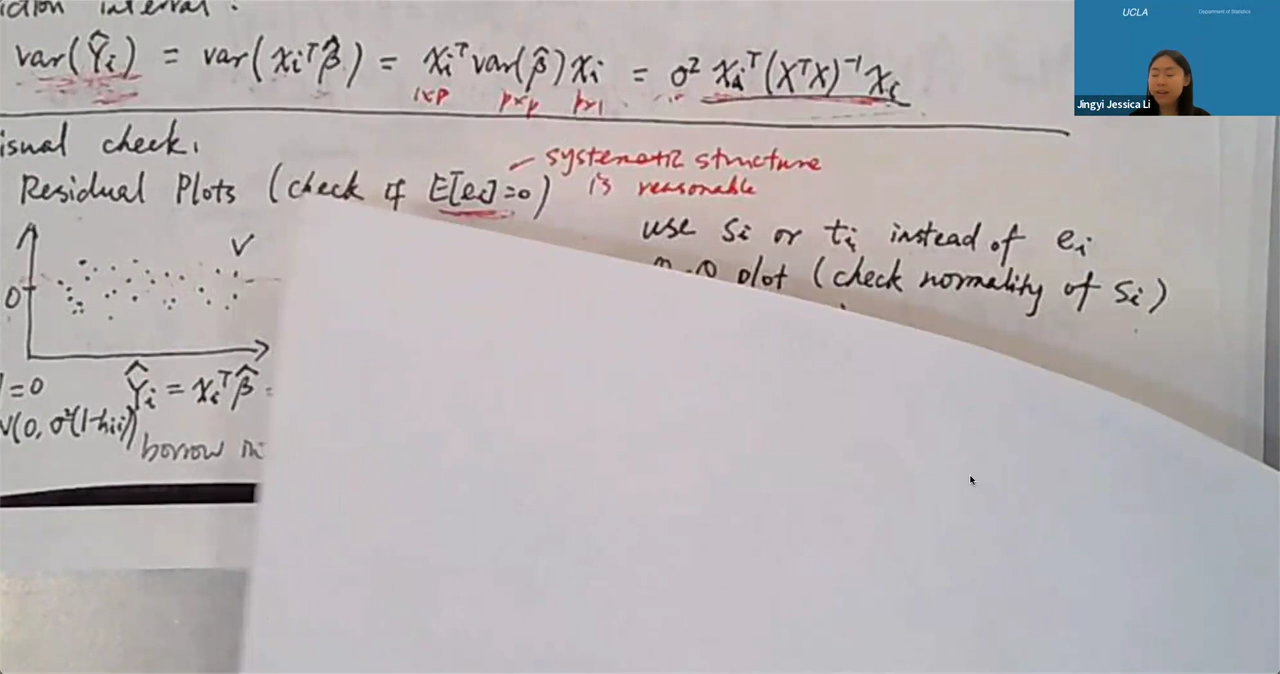 iction interval.
var(Ŷi) = var(xiᵀβ̂) = xiᵀ var(β̂) xi = σ² xiᵀ(XᵀX)⁻¹xi
1xp pxp px1
isual check.
systematic structure
Residual Plots (check if E[ei]=0) is reasonable
use si or ti instead of ei
plot (check normality of si)
0
=0 Ŷi = xiᵀβ̂ =
N(0, σ²(1-hii))
borrow
UCLA
Department of Statistics
Jingyi Jessica Li